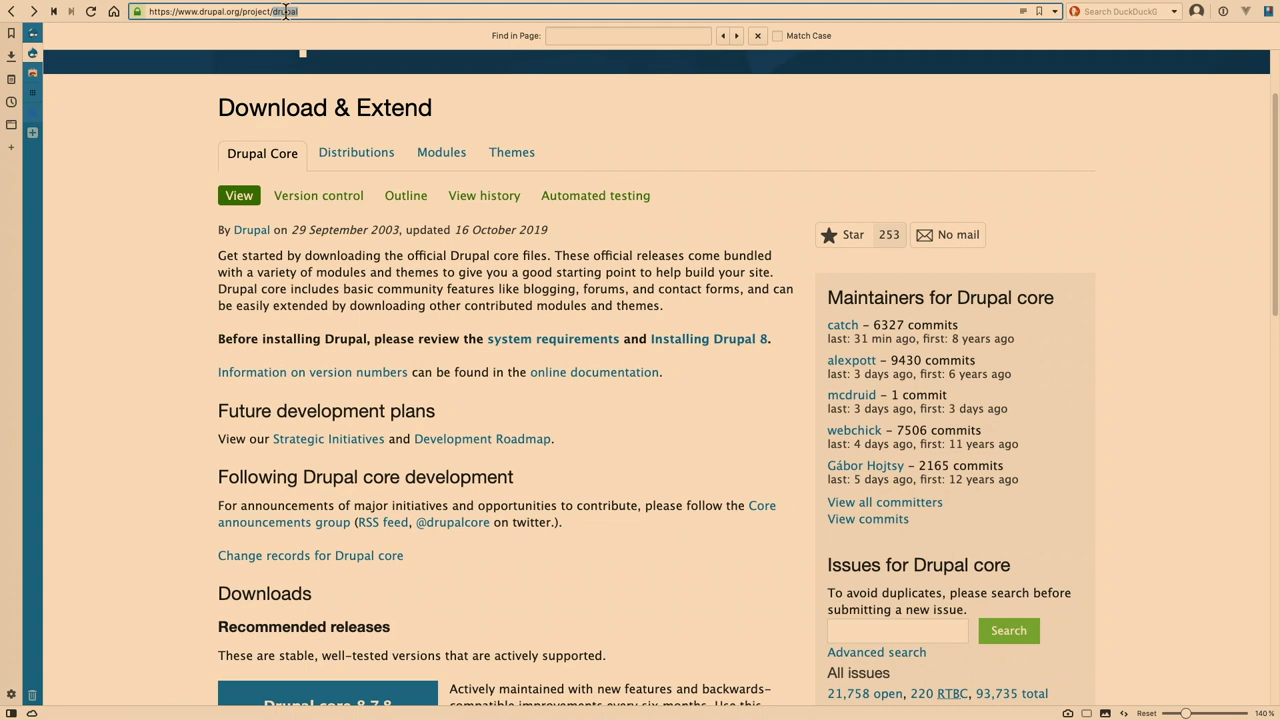 https://www.drupal.org/project/drupal
Search DuckDuckG
Find in Page:
Match Case
Download & Extend
Drupal Core
Distributions
Modules
Themes
View
Version control
Outline
View history
Automated testing
By Drupal on 29 September 2003, updated 16 October 2019
Get started by downloading the official Drupal core files. These official releases come bundled
with a variety of modules and themes to give you a good starting point to help build your site.
Drupal core includes basic community features like blogging, forums, and contact forms, and can
be easily extended by downloading other contributed modules and themes.
Before installing Drupal, please review the system requirements and Installing Drupal 8.
Information on version numbers can be found in the online documentation.
Future development plans
View our Strategic Initiatives and Development Roadmap.
Following Drupal core development
For announcements of major initiatives and opportunities to contribute, please follow the Core
announcements group (RSS feed, @drupalcore on twitter.).
Change records for Drupal core
Downloads
Recommended releases
These are stable, well-tested versions that are actively supported.
Drupal core 8.7.8
Actively maintained with new features and backwards-
compatible improvements every six months. Use this
Star 253
No mail
Maintainers for Drupal core
catch – 6327 commits
last: 31 min ago, first: 8 years ago
alexpott – 9430 commits
last: 3 days ago, first: 6 years ago
mcdruid – 1 commit
last: 3 days ago, first: 3 days ago
webchick – 7506 commits
last: 4 days ago, first: 11 years ago
Gábor Hojtsy – 2165 commits
last: 5 days ago, first: 12 years ago
View all committers
View commits
Issues for Drupal core
To avoid duplicates, please search before
submitting a new issue.
Search
Advanced search
All issues
21,758 open, 220 RTBC, 93,735 total
Reset
140 %